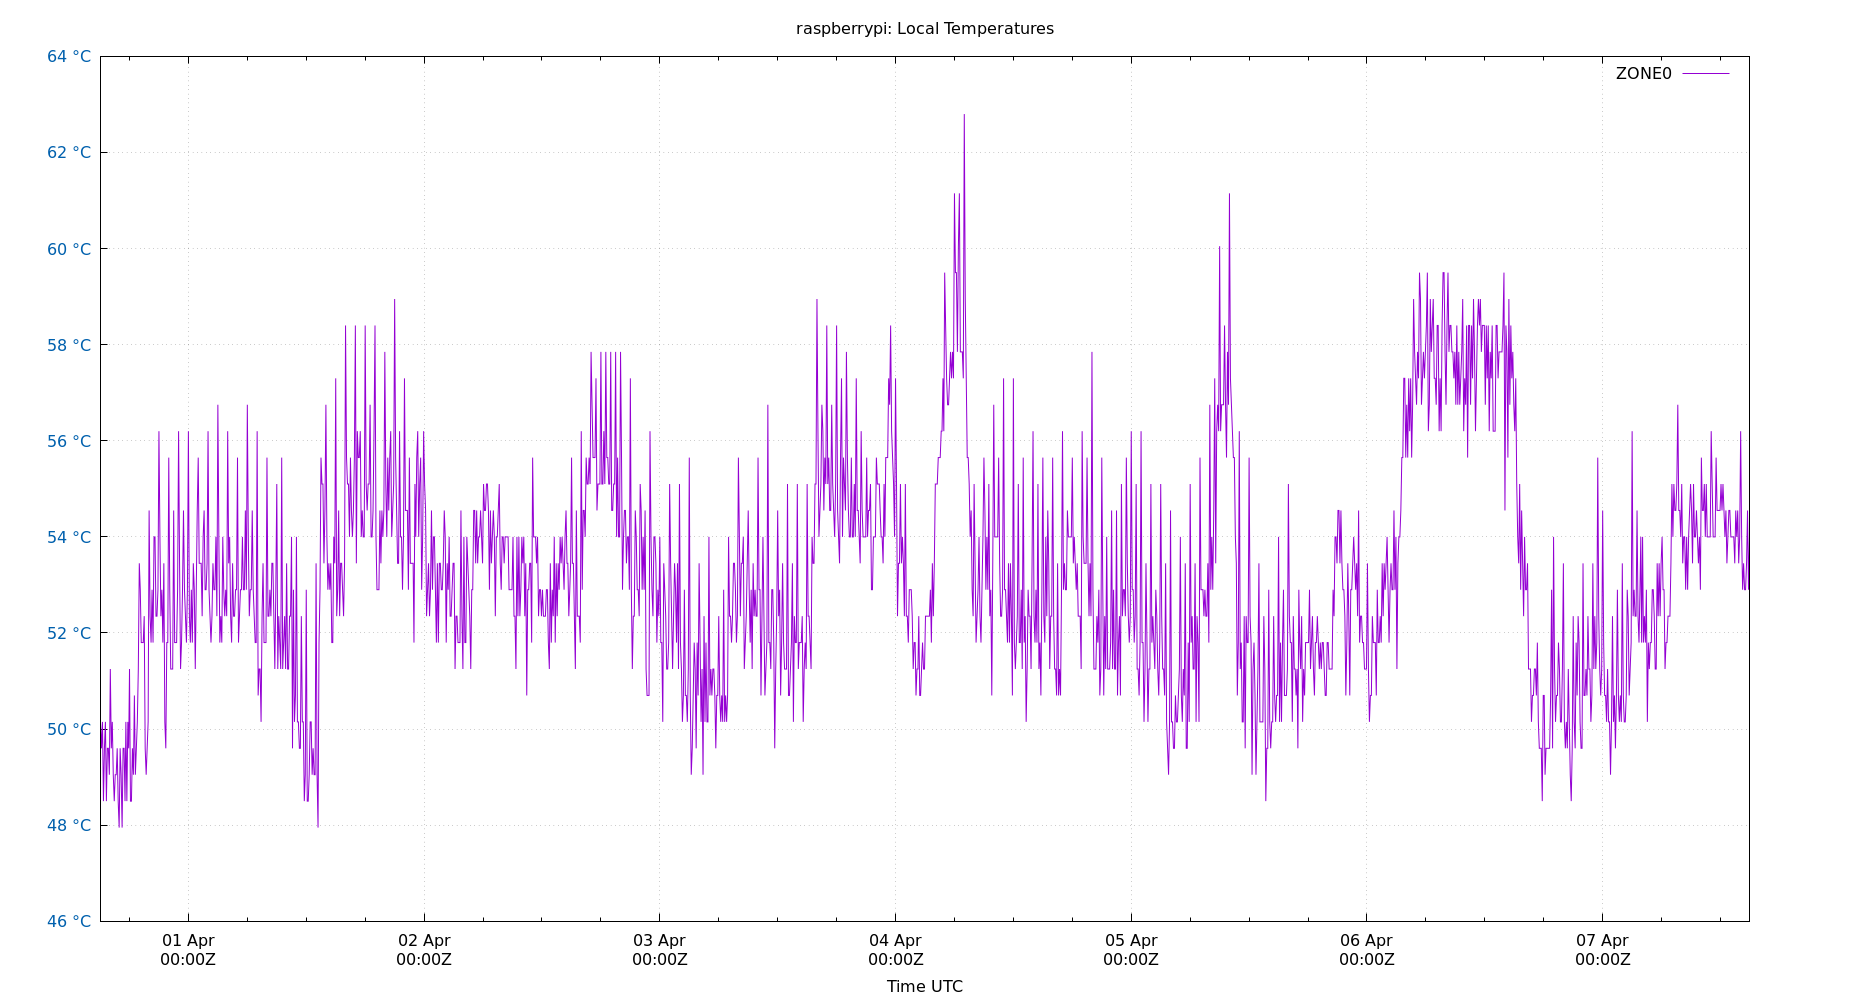 raspberrypi: Local Temperatures
64 °C
ZONE0
62 °C
60 °C
58 °C
56 °C
54 °C
52 °C
50 °C
48 °C
46 °C
01 Apr 02 Apr 03 Apr 04 Apr 05 Apr 06 Apr 07 Apr
00:00Z 00:00Z 00:00Z 00:00Z 00:00Z 00:00Z 00:00Z
Time UTC